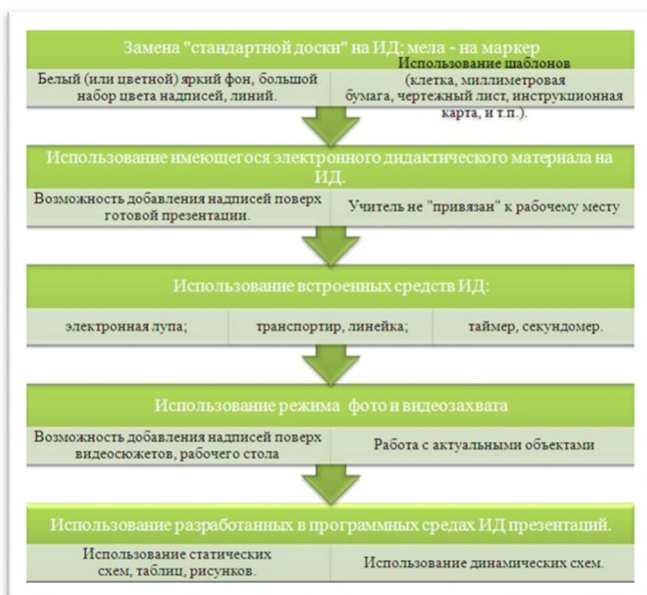 Замена "стандартной доски" на ИД; мела - на маркер
Белый (или цветной) яркий фон, большой
набор цвета надписей, линий.
Использование шаблонов
(клетка, миллиметровая
бумага, чертежный лист, инструкционная
карта, и т.п.).
Использование имеющегося электронного дидактического материала на
ИД.
Возможность добавления надписей поверх
готовой презентации.
Учитель не "привязан" к рабочему месту
Использование встроенных средств ИД:
электронная лупа;
транспортир, линейка;
таймер, секундомер.
Использование режима фото и видеозахвата
Возможность добавления надписей поверх
видеосюжетов, рабочего стола
Работа с актуальными объектами
Использование разработанных в программных средах ИД презентаций.
Использование статических
схем, таблиц, рисунков.
Использование динамических схем.